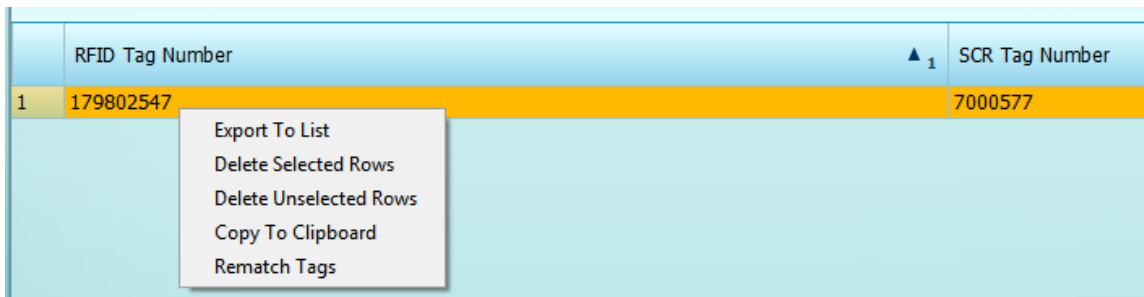 RFID Tag Number ▲ 1 SCR Tag Number
1 179802547 7000577
Export To List
Delete Selected Rows
Delete Unselected Rows
Copy To Clipboard
Rematch Tags